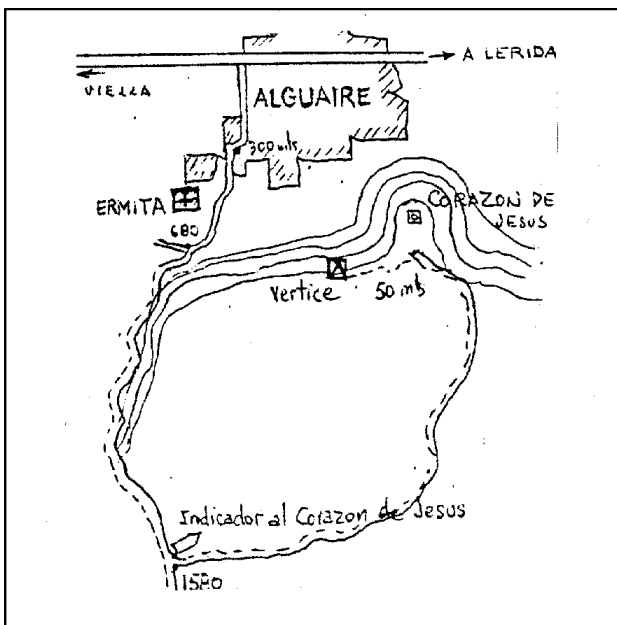 A LERIDA
VIELLA
ALGUAIRE
300 mts
ERMITA
CORAZON DE
JESUS
680
Vertice
50 mts
Indicador al Corazon de Jesus
1580